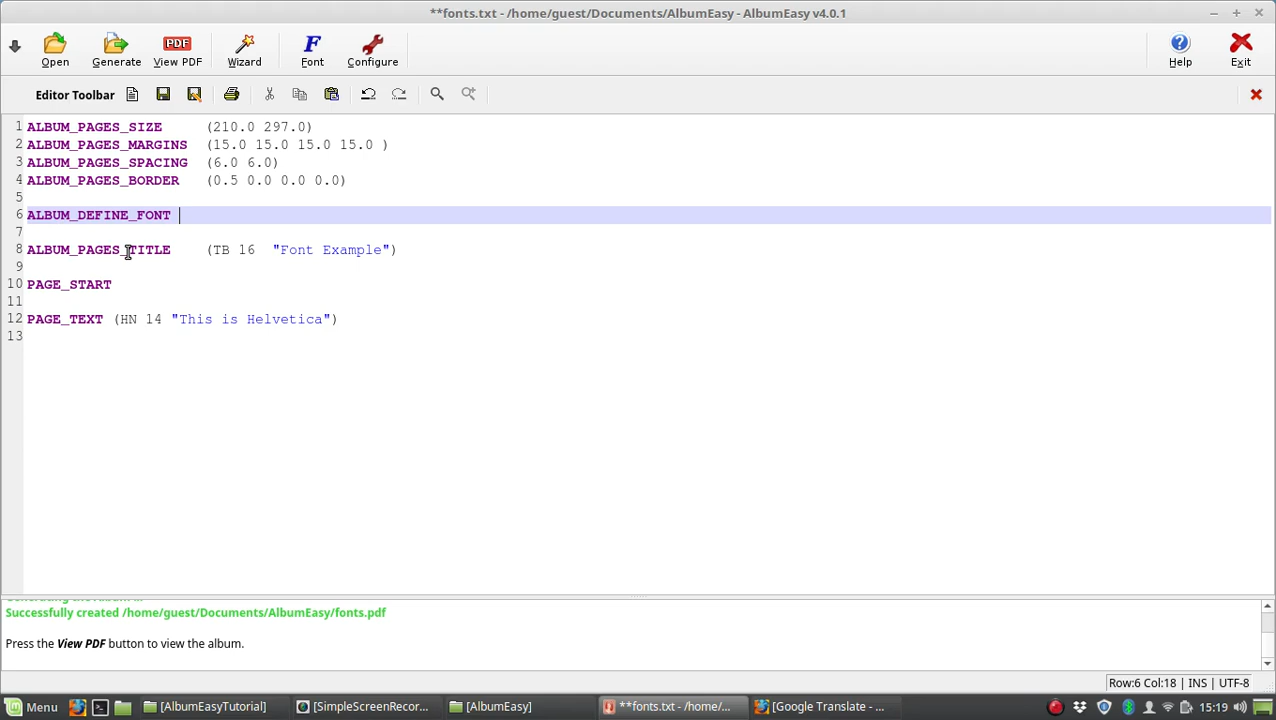 **fonts.txt - /home/guest/Documents/AlbumEasy - AlbumEasy v4.0.1
Open
Generate
PDF
View PDF
Wizard
F
Font
Configure
Help
Exit
Editor Toolbar
1 ALBUM_PAGES_SIZE (210.0 297.0)
2 ALBUM_PAGES_MARGINS (15.0 15.0 15.0 15.0 )
3 ALBUM_PAGES_SPACING (6.0 6.0)
4 ALBUM_PAGES_BORDER (0.5 0.0 0.0 0.0)
5
6 ALBUM_DEFINE_FONT
7
8 ALBUM_PAGES_TITLE (TB 16 "Font Example")
9
10 PAGE_START
11
12 PAGE_TEXT (HN 14 "This is Helvetica")
13
Successfully created /home/guest/Documents/AlbumEasy/fonts.pdf
Press the View PDF button to view the album.
Row:6 Col:18 | INS | UTF-8
Menu
[AlbumEasyTutorial]
[SimpleScreenRecor...
[AlbumEasy]
**fonts.txt - /home/...
[Google Translate - ...
15:19